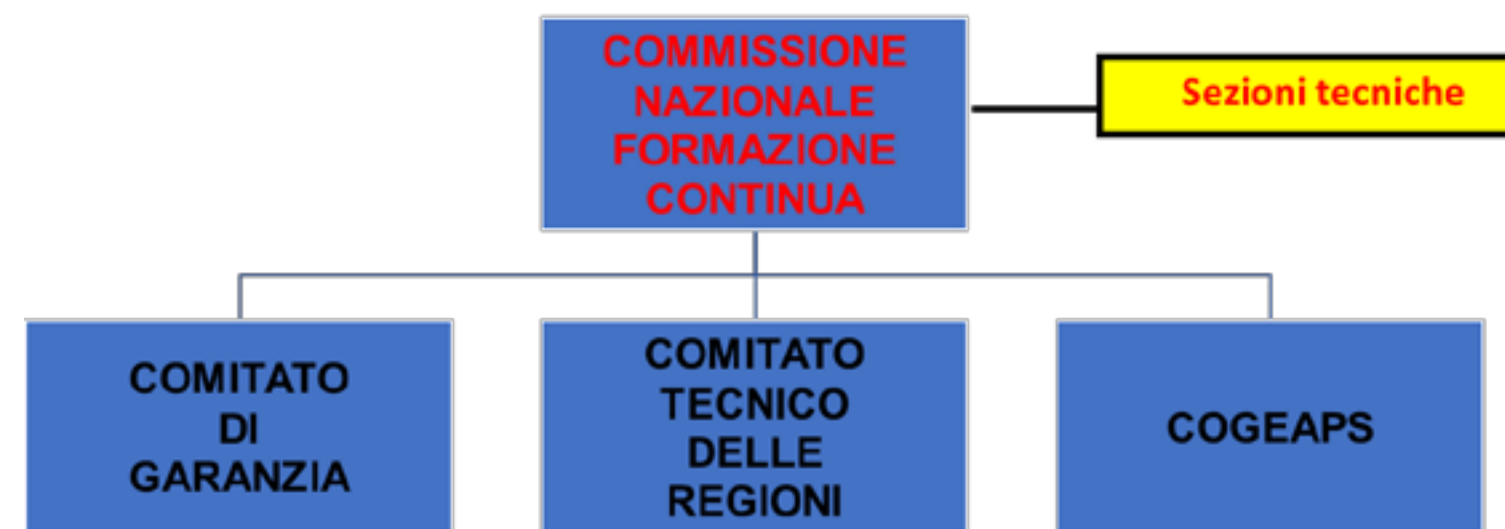 COMMISSIONE
NAZIONALE
FORMAZIONE
CONTINUA
Sezioni tecniche
COMITATO
DI
GARANZIA
COMITATO
TECNICO
DELLE
REGIONI
COGEAPS